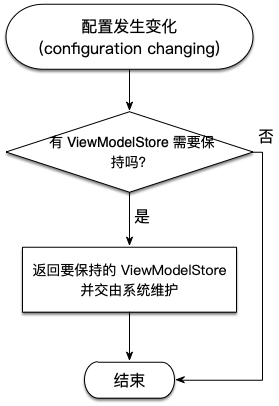 配置发生变化
（configuration changing）
有 ViewModelStore 需要保
持吗?
否
是
返回要保持的 ViewModelStore
并交由系统维护
结束